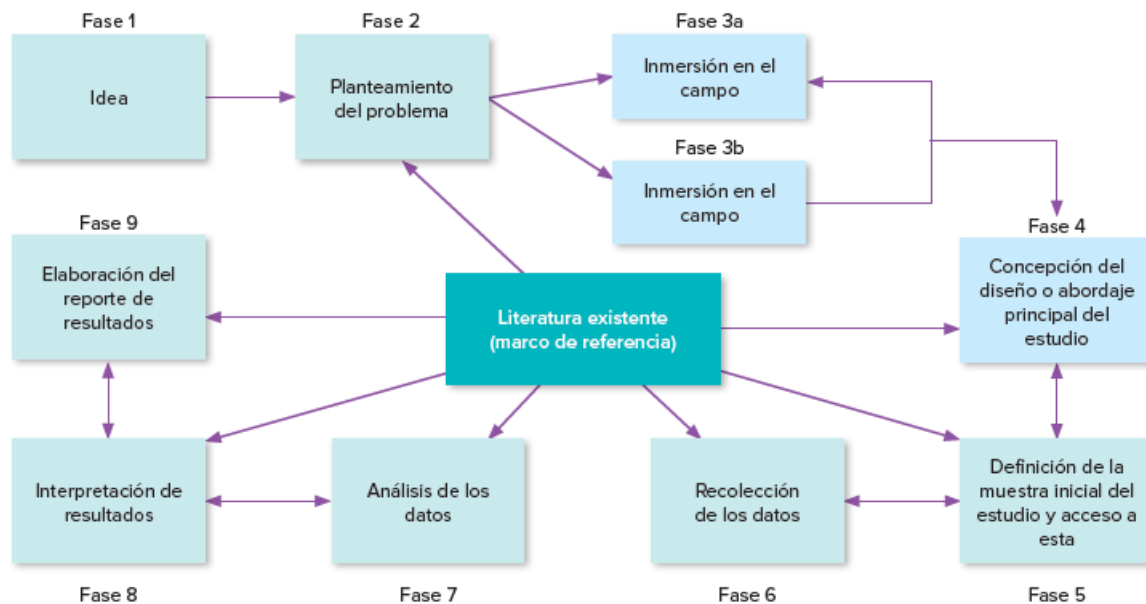 Fase 1
Idea
Fase 2
Planteamiento
del problema
Fase 3a
Inmersión en el
campo
Fase 3b
Inmersión en el
campo
Fase 4
Concepción del
diseño o abordaje
principal del
estudio
Fase 9
Elaboración del
reporte de
resultados
Literatura existente
(marco de referencia)
Interpretación de
resultados
Fase 8
Análisis de los
datos
Fase 7
Recolección
de los datos
Fase 6
Definición de la
muestra inicial del
estudio y acceso a
esta
Fase 5